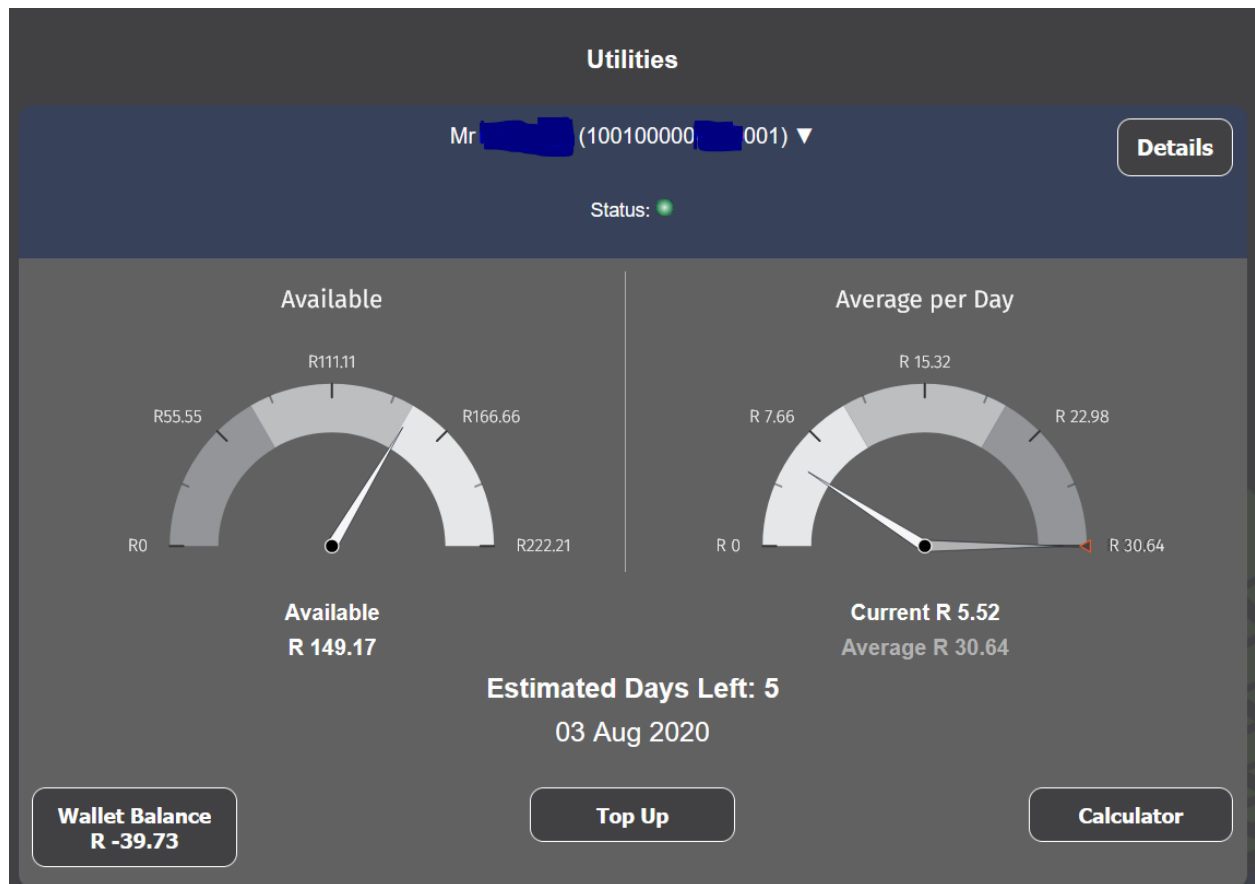 Utilities
Mr (100100000 001) ▼
Details
Status:
Available
R0
R55.55
R111.11
R166.66
R222.21
Average per Day
R 0
R 7.66
R 15.32
R 22.98
R 30.64
Available
R 149.17
Current R 5.52
Average R 30.64
Estimated Days Left: 5
03 Aug 2020
Wallet Balance
R -39.73
Top Up
Calculator